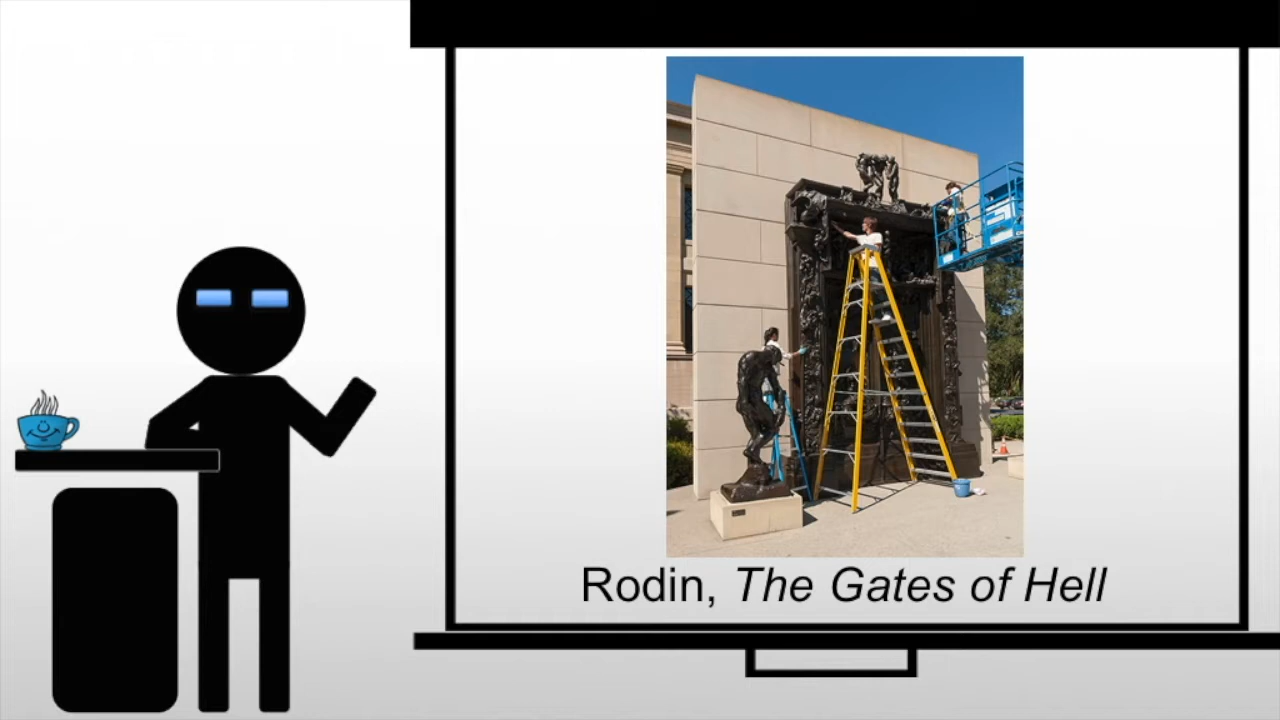 Rodin, The Gates of Hell